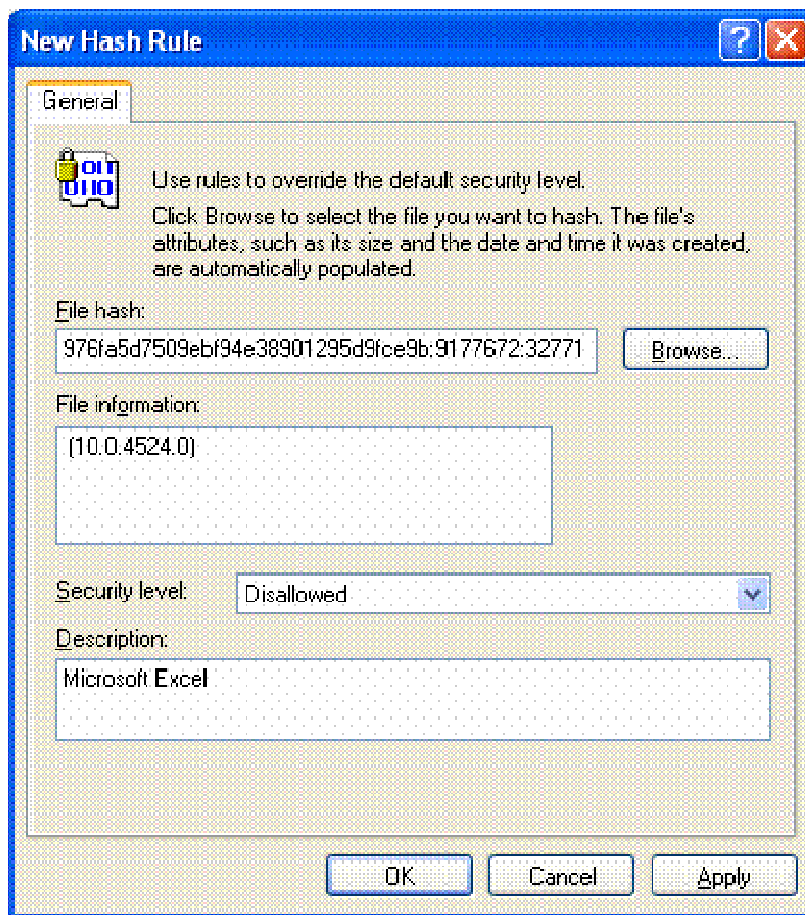 New Hash Rule
General
Use rules to override the default security level.
Click Browse to select the file you want to hash. The file's
attributes, such as its size and the date and time it was created,
are automatically populated.
File hash:
976fa5d7509ebf94e38901295d9fce9b:9177672:32771
Browse...
File information:
(10.0.4524.0)
Security level:
Disallowed
Description:
Microsoft Excel
OK
Cancel
Apply